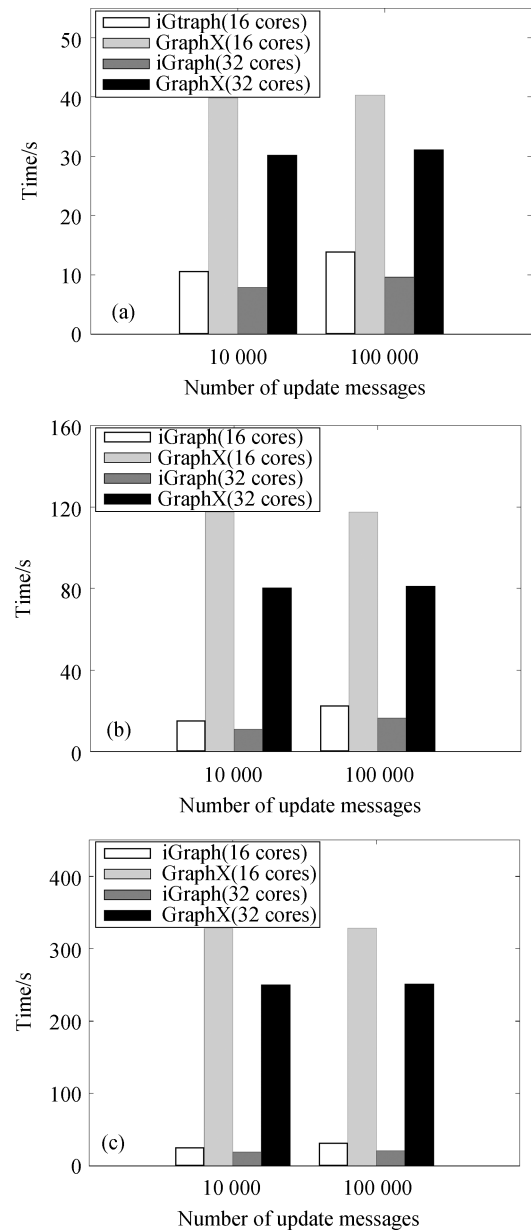 iGtraph(16 cores)
GraphX(16 cores)
iGraph(32 cores)
GraphX(32 cores)
50
40
30
20
10
0
Time/s
(a)
10 000
100 000
Number of update messages
iGraph(16 cores)
GraphX(16 cores)
iGraph(32 cores)
GraphX(32 cores)
160
120
80
40
0
Time/s
(b)
10 000
100 000
Number of update messages
iGraph(16 cores)
GraphX(16 cores)
iGraph(32 cores)
GraphX(32 cores)
400
300
200
100
0
Time/s
(c)
10 000
100 000
Number of update messages